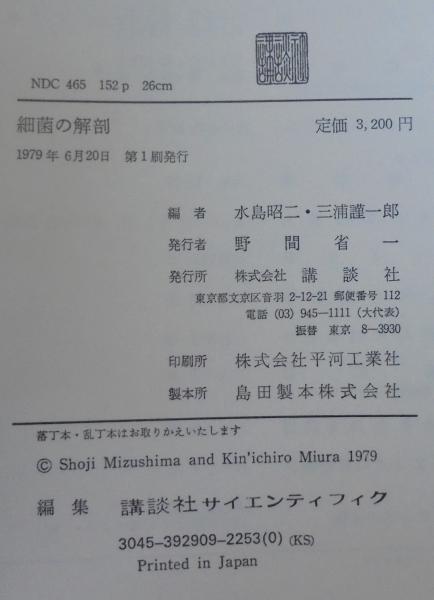 講談社
NDC 465 152 p 26cm
細菌の解剖 定価 3,200 円
1979 年 6月20日 第1刷発行
編者 水島昭二・三浦謹一郎
発行者 野間省一
発行所 株式会社 講談社
東京都文京区音羽 2-12-21 郵便番号 112
電話 (03) 945―1111 (大代表)
振替 東京 8―3930
印刷所 株式会社平河工業社
製本所 島田製本株式会社
落丁本・乱丁本はお取りかえいたします
© Shoji Mizushima and Kin'ichiro Miura 1979
編集 講談社サイエンティフィク
3045―392909―2253(0) (KS)
Printed in Japan